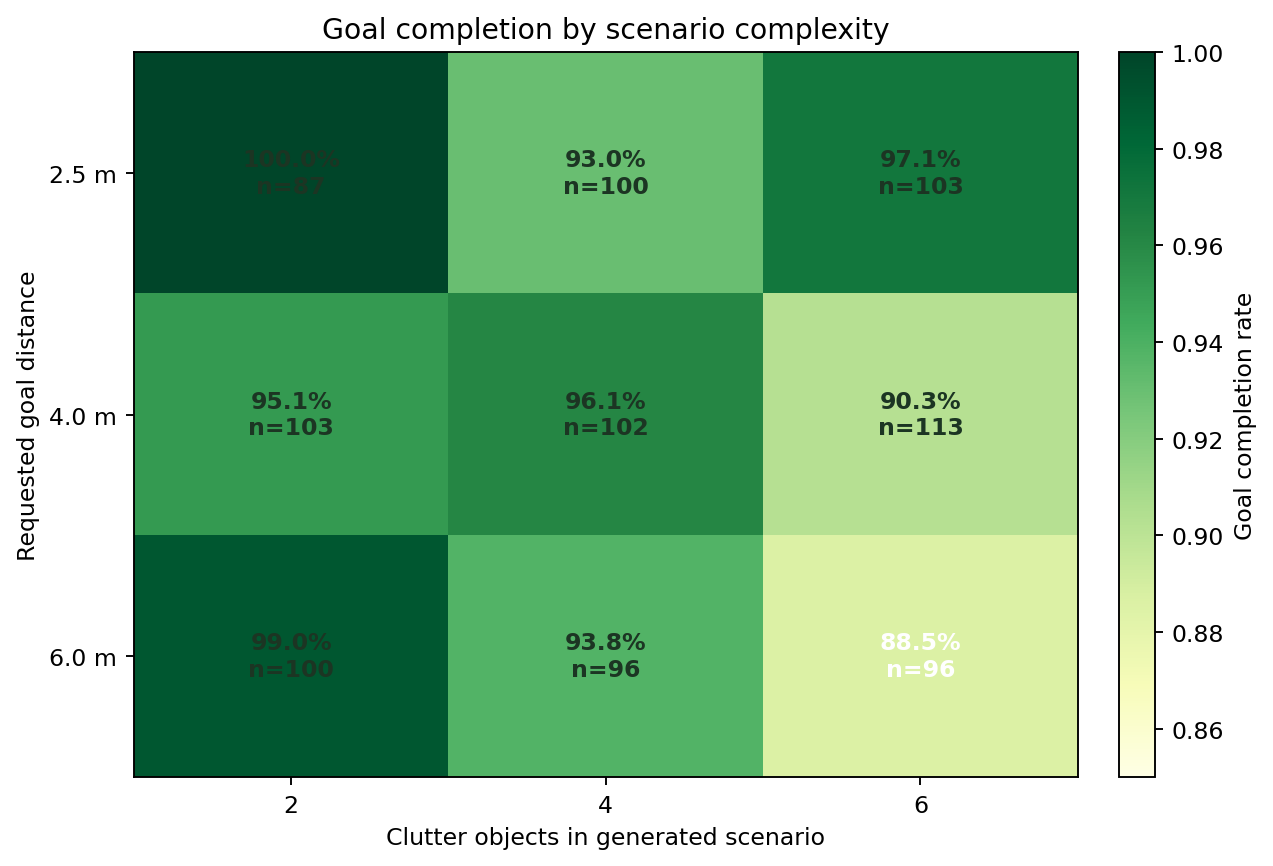 Goal completion by scenario complexity
Requested goal distance
2.5 m
4.0 m
6.0 m
100.0%
n=87
93.0%
n=100
97.1%
n=103
95.1%
n=103
96.1%
n=102
90.3%
n=113
99.0%
n=100
93.8%
n=96
88.5%
n=96
2
4
6
Clutter objects in generated scenario
1.00
0.98
0.96
0.94
0.92
0.90
0.88
0.86
Goal completion rate